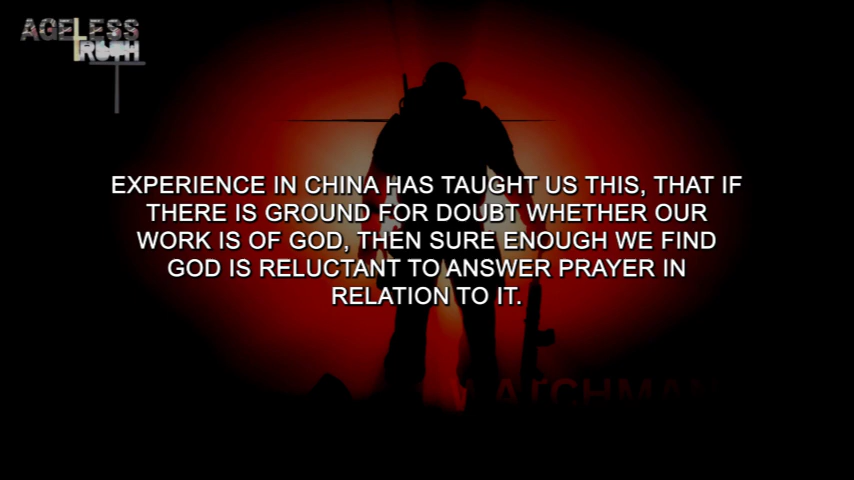 AGELESS
TRUTH
EXPERIENCE IN CHINA HAS TAUGHT US THIS, THAT IF
THERE IS GROUND FOR DOUBT WHETHER OUR
WORK IS OF GOD, THEN SURE ENOUGH WE FIND
GOD IS RELUCTANT TO ANSWER PRAYER IN
RELATION TO IT.
WATCHMAN